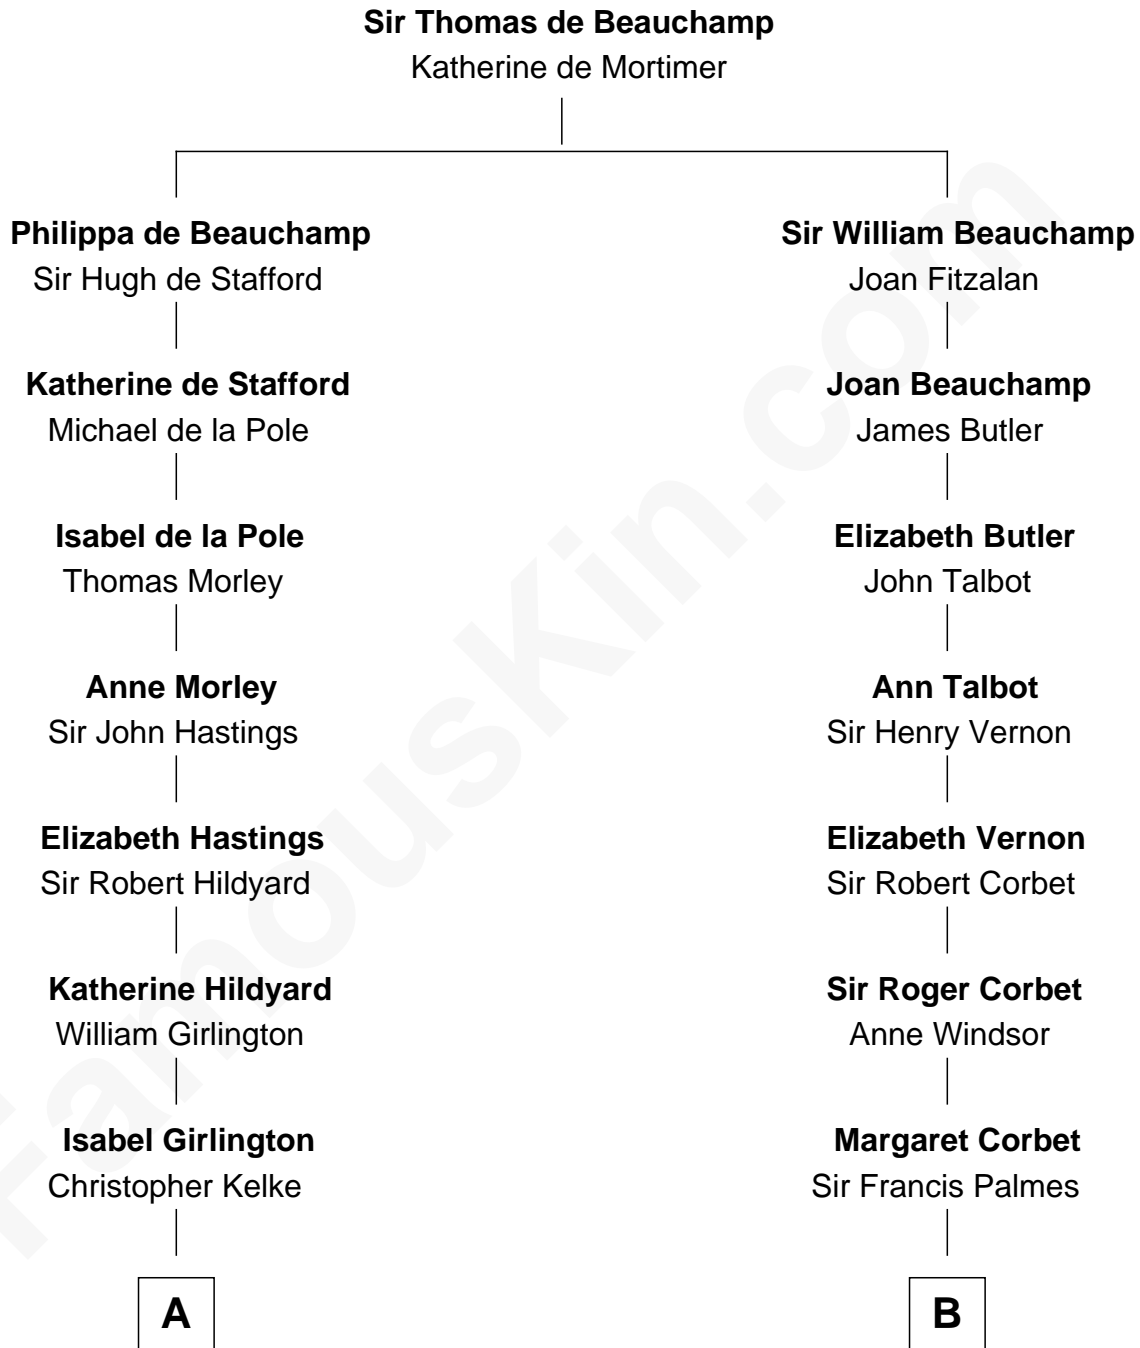 Sir Thomas de Beauchamp
Katherine de Mortimer
Philippa de Beauchamp
Sir Hugh de Stafford
Sir William Beauchamp
Joan Fitzalan
Katherine de Stafford
Michael de la Pole
Joan Beauchamp
James Butler
Isabel de la Pole
Thomas Morley
Elizabeth Butler
John Talbot
Anne Morley
Sir John Hastings
Ann Talbot
Sir Henry Vernon
Elizabeth Hastings
Sir Robert Hildyard
Elizabeth Vernon
Sir Robert Corbet
Katherine Hildyard
William Girlington
Sir Roger Corbet
Anne Windsor
Isabel Girlington
Christopher Kelke
Margaret Corbet
Sir Francis Palmes
A
B
FamousKin.com